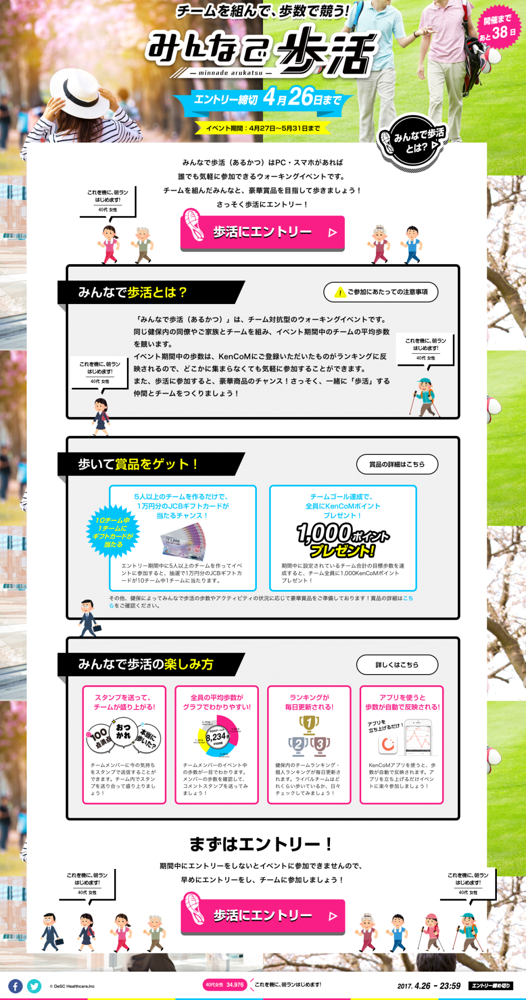 チームを組んで、歩数で競う!
開催まで
あと38日
みんなで歩活
minnade arukatsu
エントリー締切 4月26日まで
イベント期間：4月27日〜5月31日まで
みんなで歩活
とは?
みんなで歩活（あるかつ）はPC・スマホがあれば
誰でも気軽に参加できるウォーキングイベントです。
チームを組んだみんなと、豪華賞品を目指して歩きましょう！
さっそく歩活にエントリー！
これを機に、朝ラン
はじめます!
40代 女性
歩活にエントリー
みんなで歩活とは？
! ご参加にあたっての注意事項
「みんなで歩活（あるかつ）」は、チーム対抗型のウォーキングイベントです。
同じ健保内の同僚やご家族とチームを組み、イベント期間中のチームの平均歩数
を競います。
イベント期間中の歩数は、KenCoMにご登録いただいたものがランキングに反
映されるので、どこかに集まらなくても気軽に参加することができます。
また、歩活に参加すると、豪華商品のチャンス！さっそく、一緒に「歩活」する
仲間とチームをつくりましょう！
これを機に、朝ラン
はじめます!
40代 女性
これを機に、朝ラン
はじめます!
40代 女性
歩いて賞品をゲット！
賞品の詳細はこちら
5人以上のチームを作るだけで、
1万円分のJCBギフトカードが
当たるチャンス！
10チーム中
1チームに
ギフトカードが
当たる
¥1,000
エントリー期間中に5人以上のチームを作ってイベ
ントに参加すると、抽選で1万円分のJCBギフトカ
ードが10チーム中1チームに当たります。
チームゴール達成で、
全員にKenCoMポイント
プレゼント！
1,000ポイント
プレゼント!
期間中に設定されているチーム合計の目標歩数を達
成すると、チーム全員に1,000KenCoMポイント
プレゼント！
その他、健保によってみんなで歩活の歩数やアクティビティの状況に応じて豪華賞品をご準備しております！賞品の詳細はこち
らをご確認ください。
みんなで歩活の楽しみ方
詳しくはこちら
スタンプを送って、
チームが盛り上がる!
100
点満点
おつ
かれ
本当に
歩いた?
?
チームメンバーに今の気持ち
をスタンプで送信することが
できます。チーム内でスタン
プを送り合って盛り上りまし
ょう！
全員の平均歩数が
グラフでわかりやすい!
今日のチームの
8,234歩
平均歩数
チームメンバーのイベント中
の歩数が一目でわかります。
メンバーの歩数を確認して、
コメントスタンプを送ってみ
ましょう！
ランキングが
毎日更新される!
1
2
3
健保内のチームランキング・
個人ランキングが毎日更新さ
れます。ライバルチームはど
れくらい歩いているか、日々
チェックしてみましょう！
アプリを使うと
歩数が自動で反映される!
アプリを
立ち上げるだけ！
KenCoMアプリを使うと、歩
数が自動で反映されます。ア
プリを立ち上げるだけイベン
トに楽々参加しましょう！
まずはエントリー！
期間中にエントリーをしないとイベントに参加できませんので、
早めにエントリーをし、チームに参加しましょう！
これを機に、朝ラン
はじめます!
40代 女性
これを機に、朝ラン
はじめます!
40代 女性
歩活にエントリー
© DeSC Healthcare,Inc
40代女性 34,976
これを機に、朝ランはじめます!
2017. 4.26 - 23:59
エントリー締め切り